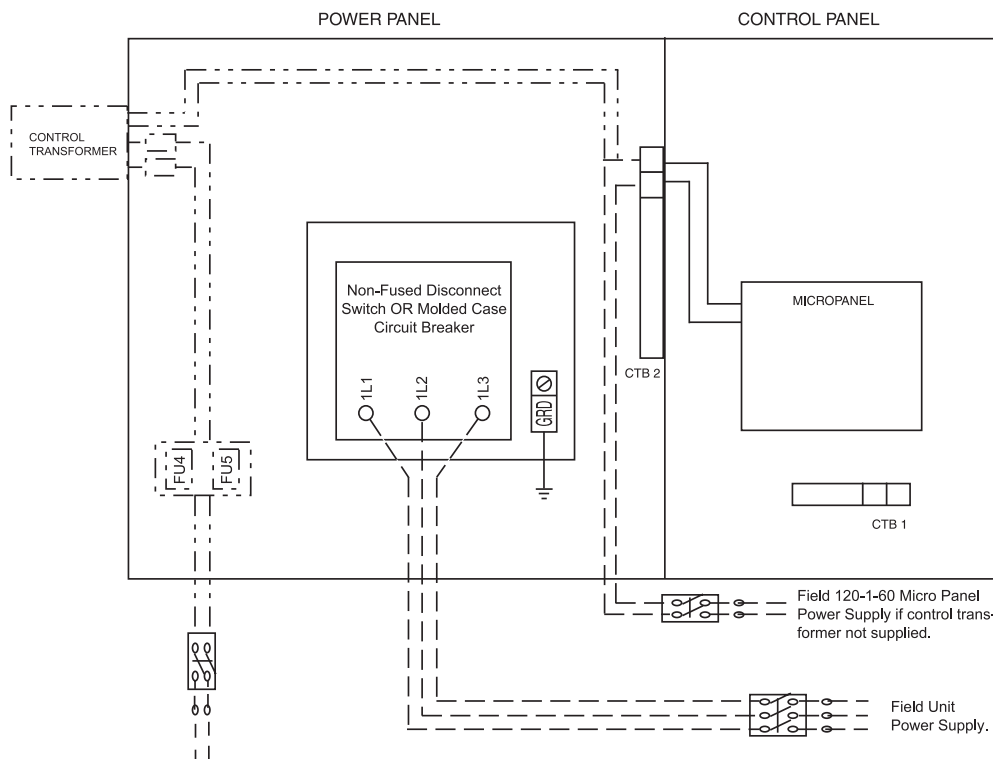 POWER PANEL
CONTROL PANEL
CONTROL
TRANSFORMER
Non-Fused Disconnect
Switch OR Molded Case
Circuit Breaker
MICROPANEL
CTB 2
1L1
1L2
1L3
GRD
FU4
FU5
CTB 1
Field 120-1-60 Micro Panel
Power Supply if control trans-
former not supplied.
Field Unit
Power Supply.